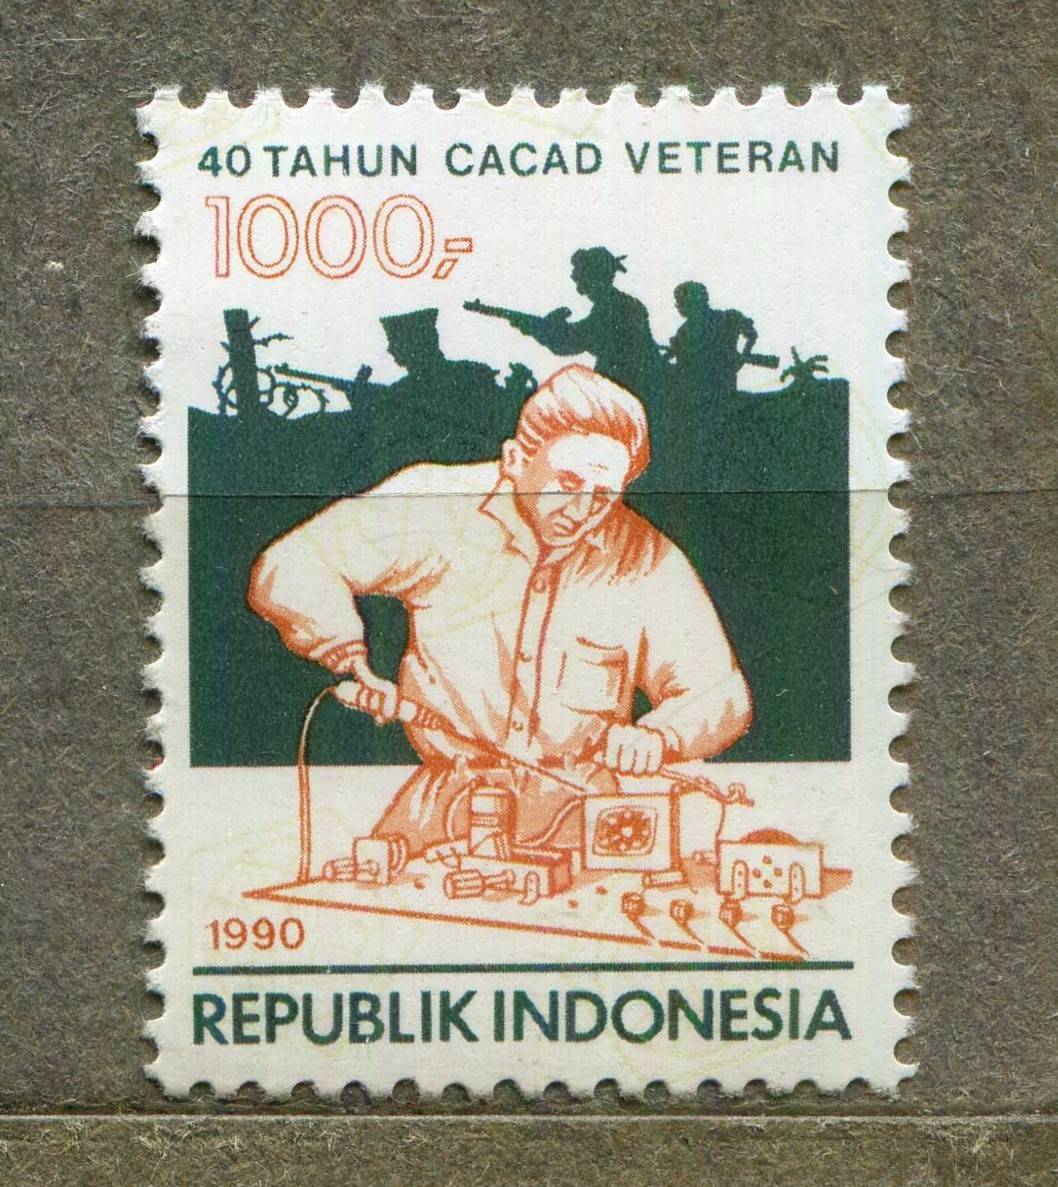 40 TAHUN CACAD VETERAN
1000,-
1990
REPUBLIK INDONESIA